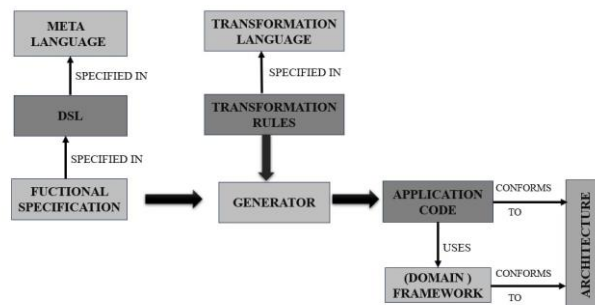 META
LANGUAGE
TRANSFORMATION
LANGUAGE
SPECIFIED IN
SPECIFIED IN
DSL
TRANSFORMATION
RULES
SPECIFIED IN
FUCTIONAL
SPECIFICATION
GENERATOR
APPLICATION
CODE
CONFORMS
TO
USES
(DOMAIN )
FRAMEWORK
CONFORMS
TO
ARCHITECTURE